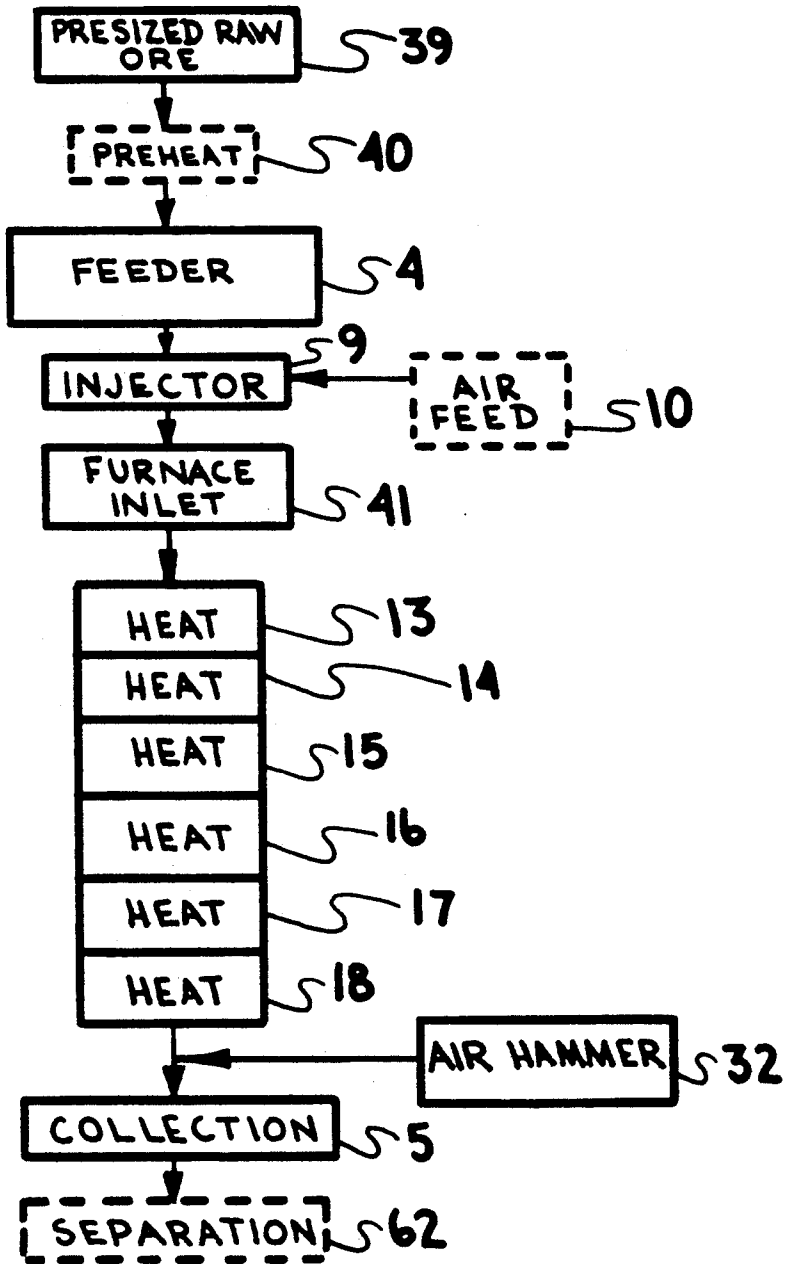 PRESIZED RAW
ORE
39
PREHEAT
40
FEEDER
4
9
INJECTOR
AIR
FEED
10
FURNACE
INLET
41
HEAT
13
HEAT
14
HEAT
15
HEAT
16
HEAT
17
HEAT
18
AIR HAMMER
32
COLLECTION
5
SEPARATION
62